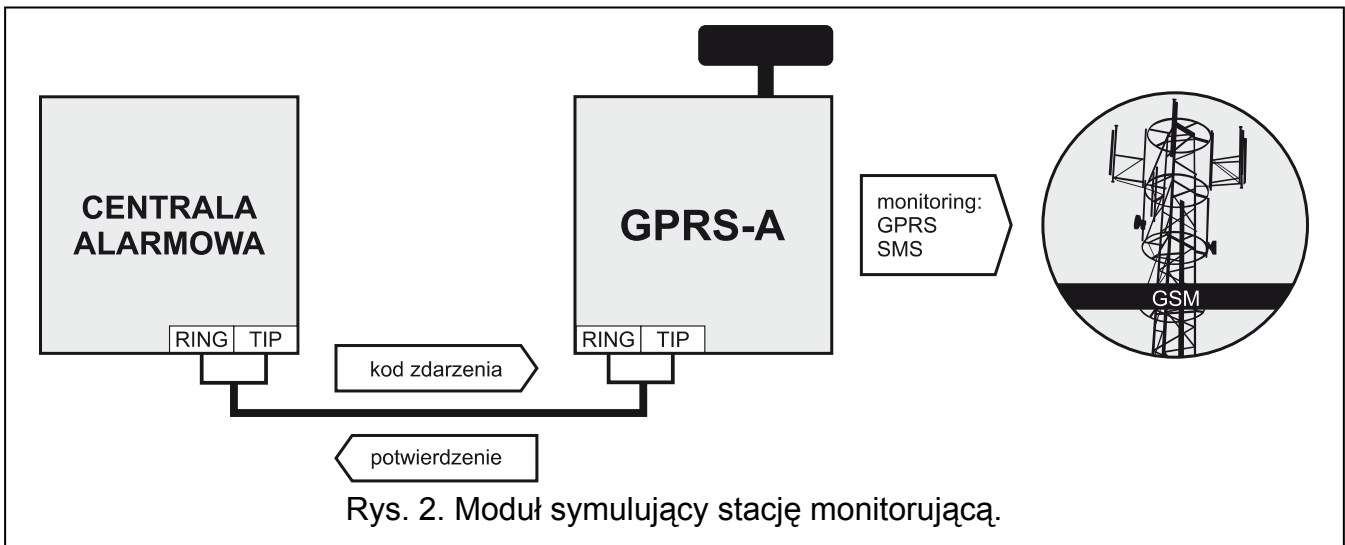 CENTRALA
ALARMOWA
RING TIP
GPRS-A
RING TIP
kod zdarzenia
potwierdzenie
monitoring:
GPRS
SMS
GSM
Rys. 2. Moduł symulujący stację monitorującą.